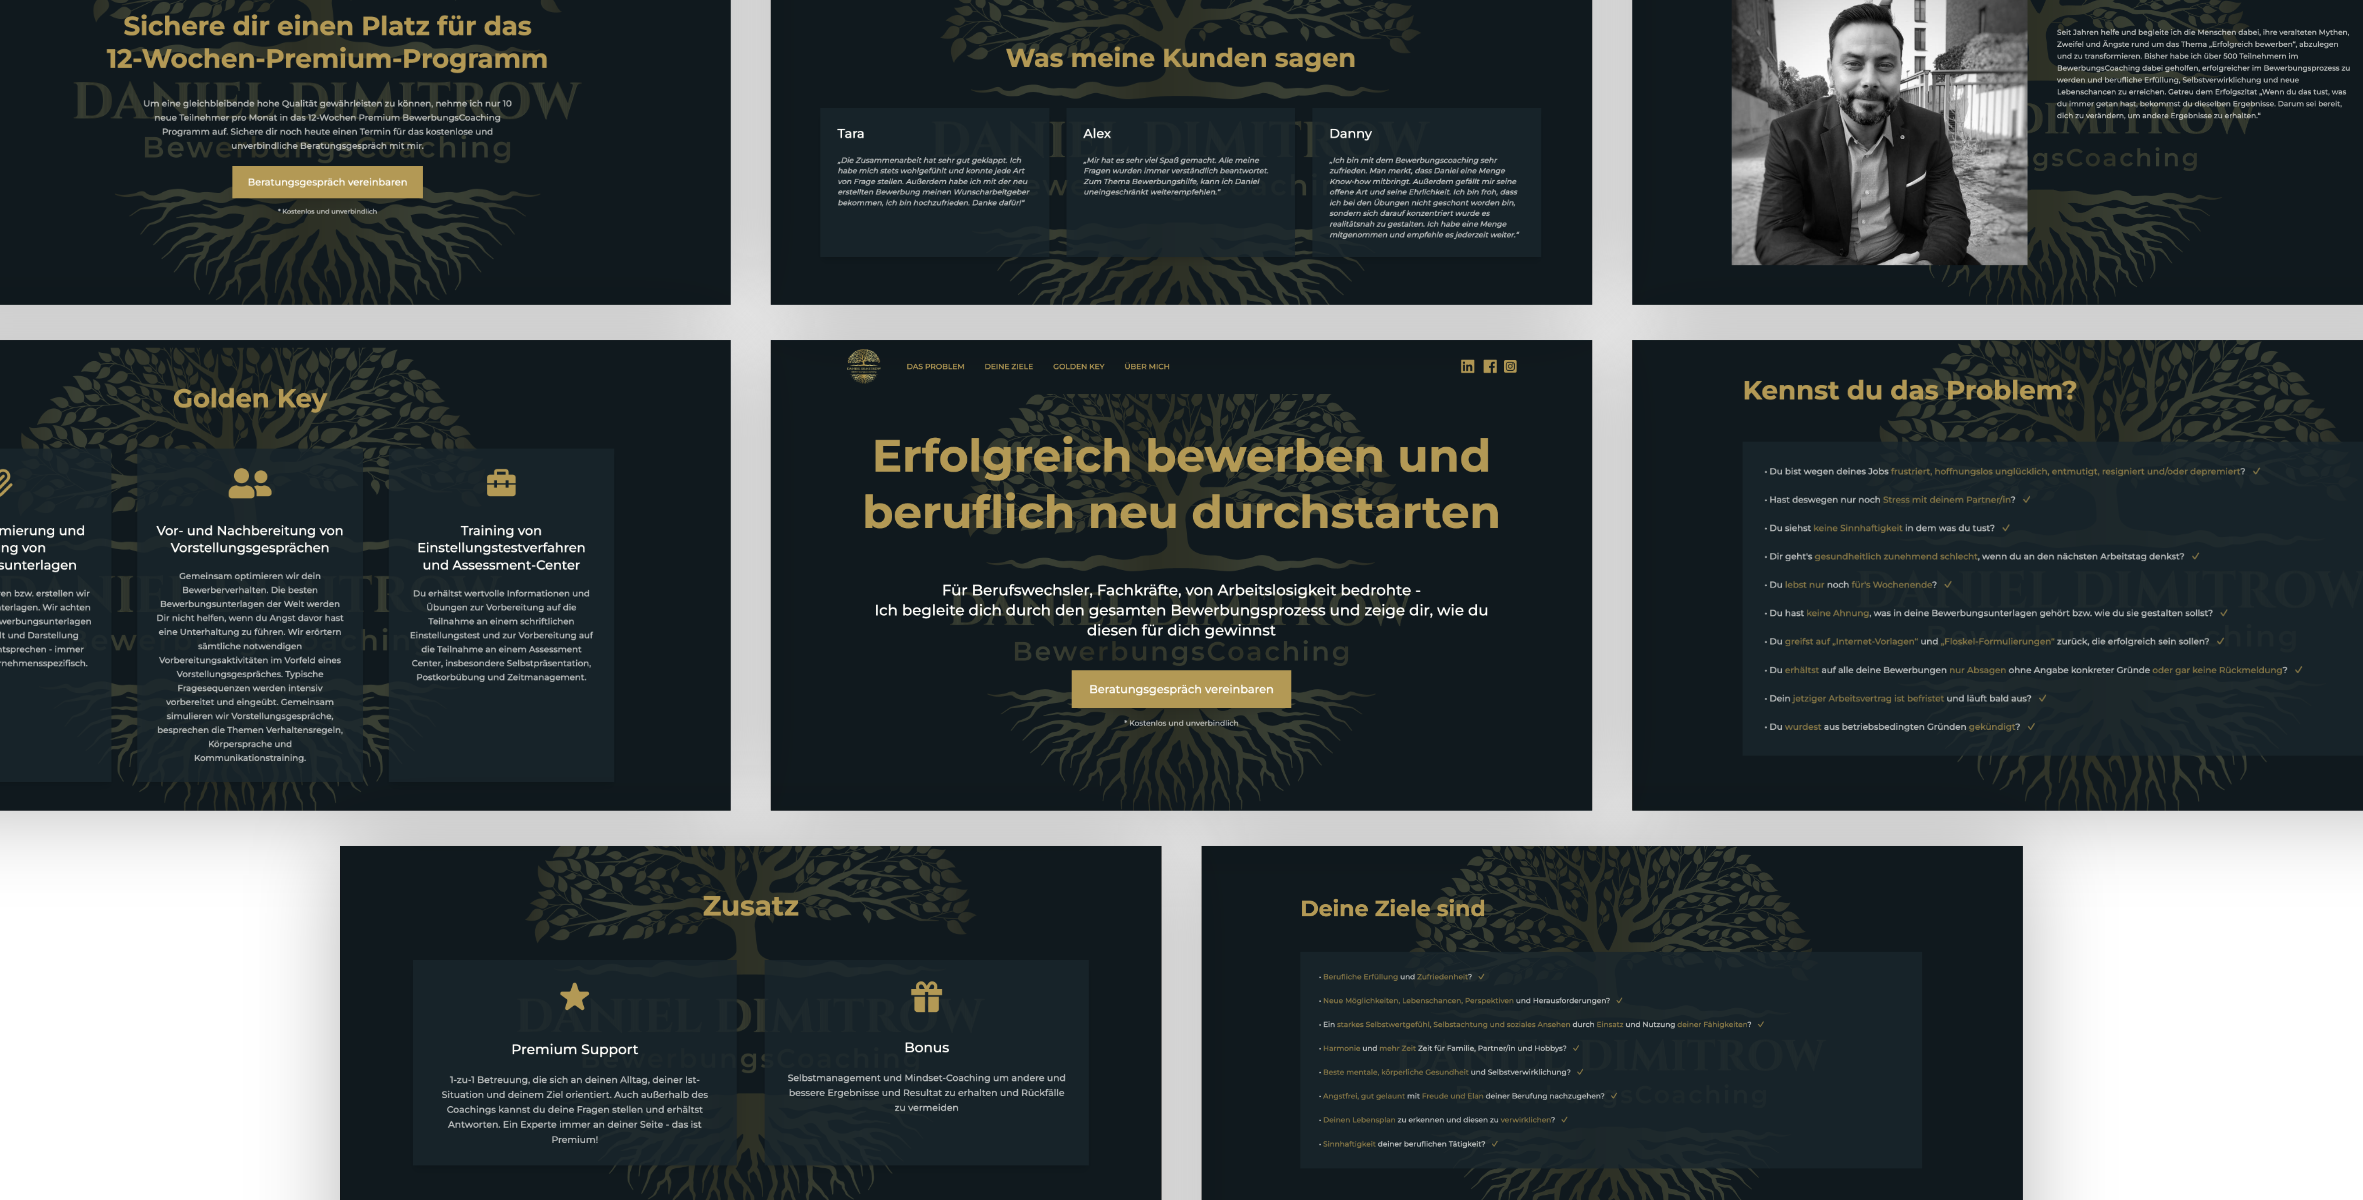 Sichere dir einen Platz für das
12-Wochen-Premium-Programm
DANIEL DIMITROW
BewerbungsCoaching
Um eine gleichbleibende hohe Qualität gewährleisten zu können, nehme ich nur 10
neue Teilnehmer pro Monat in das 12-Wochen Premium BewerbungsCoaching
Programm auf. Sichere dir noch heute einen Termin für das kostenlose und
unverbindliche Beratungsgespräch mit mir.
Beratungsgespräch vereinbaren
* Kostenlos und unverbindlich
Was meine Kunden sagen
Tara
„Die Zusammenarbeit hat sehr gut geklappt. Ich
habe mich stets wohlgefühlt und konnte jede Art
von Frage stellen. Außerdem habe ich mit der neu
erstellten Bewerbung meinen Wunscharbeitgeber
bekommen, ich bin hochzufrieden. Danke dafür!“
Alex
„Mir hat es sehr viel Spaß gemacht. Alle meine
Fragen wurden immer verständlich beantwortet.
Zum Thema Bewerbungshilfe, kann ich Daniel
uneingeschränkt weiterempfehlen.“
Danny
„Ich bin mit dem Bewerbungscoaching sehr
zufrieden. Man merkt, dass Daniel eine Menge
Know-how mitbringt. Außerdem gefällt mir seine
offene Art und seine Ehrlichkeit. Ich bin froh, dass
ich bei den Übungen nicht geschont worden bin,
sondern sich darauf konzentriert wurde es
realitätsnah zu gestalten. Ich habe eine Menge
mitgenommen und empfehle es jederzeit weiter.“
Seit Jahren helfe und begleite ich die Menschen dabei, ihre veralteten Mythen,
Zweifel und Ängste rund um das Thema „Erfolgreich bewerben“, abzulegen
und zu transformieren. Bisher habe ich über 500 Teilnehmern im
BewerbungsCoaching dabei geholfen, erfolgreicher im Bewerbungsprozess zu
werden und berufliche Erfüllung, Selbstverwirklichung und neue
Lebenschancen zu erreichen. Getreu dem Erfolgszitat „Wenn du das tust, was
du immer getan hast, bekommst du dieselben Ergebnisse. Darum sei bereit,
dich zu verändern, um andere Ergebnisse zu erhalten.“
IMITROW
gsCoaching
Golden Key
mierung und
ng von
sunterlagen
en bzw. erstellen wir
terlagen. Wir achten
werbungsunterlagen
lt und Darstellung
ntsprechen - immer
rnehmensspezifisch.
Vor- und Nachbereitung von
Vorstellungsgesprächen
Gemeinsam optimieren wir dein
Bewerberverhalten. Die besten
Bewerbungsunterlagen der Welt werden
Dir nicht helfen, wenn du Angst davor hast
eine Unterhaltung zu führen. Wir erörtern
sämtliche notwendigen
Vorbereitungsaktivitäten im Vorfeld eines
Vorstellungsgespräches. Typische
Fragesequenzen werden intensiv
vorbereitet und eingeübt. Gemeinsam
simulieren wir Vorstellungsgespräche,
besprechen die Themen Verhaltensregeln,
Körpersprache und
Kommunikationstraining.
Training von
Einstellungstestverfahren
und Assessment-Center
Du erhältst wertvolle Informationen und
Übungen zur Vorbereitung auf die
Teilnahme an einem schriftlichen
Einstellungstest und zur Vorbereitung auf
die Teilnahme an einem Assessment
Center, insbesondere Selbstpräsentation,
Postkorbübung und Zeitmanagement.
DAS PROBLEM DEINE ZIELE GOLDEN KEY ÜBER MICH
Erfolgreich bewerben und
beruflich neu durchstarten
Für Berufswechsler, Fachkräfte, von Arbeitslosigkeit bedrohte -
Ich begleite dich durch den gesamten Bewerbungsprozess und zeige dir, wie du
diesen für dich gewinnst
DANIEL DIMITROW
BewerbungsCoaching
Beratungsgespräch vereinbaren
* Kostenlos und unverbindlich
Kennst du das Problem?
• Du bist wegen deines Jobs frustriert, hoffnungslos unglücklich, entmutigt, resigniert und/oder depremiert? ✓
• Hast deswegen nur noch Stress mit deinem Partner/in? ✓
• Du siehst keine Sinnhaftigkeit in dem was du tust? ✓
• Dir geht's gesundheitlich zunehmend schlecht, wenn du an den nächsten Arbeitstag denkst? ✓
• Du lebst nur noch für's Wochenende? ✓
• Du hast keine Ahnung, was in deine Bewerbungsunterlagen gehört bzw. wie du sie gestalten sollst? ✓
• Du greifst auf „Internet-Vorlagen“ und „Floskel-Formulierungen“ zurück, die erfolgreich sein sollen? ✓
• Du erhältst auf alle deine Bewerbungen nur Absagen ohne Angabe konkreter Gründe oder gar keine Rückmeldung? ✓
• Dein jetziger Arbeitsvertrag ist befristet und läuft bald aus? ✓
• Du wurdest aus betriebsbedingten Gründen gekündigt? ✓
Zusatz
DANIEL DIMITROW
BewerbungsCoaching
Premium Support
1-zu-1 Betreuung, die sich an deinen Alltag, deiner Ist-
Situation und deinem Ziel orientiert. Auch außerhalb des
Coachings kannst du deine Fragen stellen und erhältst
Antworten. Ein Experte immer an deiner Seite - das ist
Premium!
Bonus
Selbstmanagement und Mindset-Coaching um andere und
bessere Ergebnisse und Resultat zu erhalten und Rückfälle
zu vermeiden
Deine Ziele sind
• Berufliche Erfüllung und Zufriedenheit? ✓
• Neue Möglichkeiten, Lebenschancen, Perspektiven und Herausforderungen? ✓
• Ein starkes Selbstwertgefühl, Selbstachtung und soziales Ansehen durch Einsatz und Nutzung deiner Fähigkeiten? ✓
• Harmonie und mehr Zeit Zeit für Familie, Partner/in und Hobbys? ✓
• Beste mentale, körperliche Gesundheit und Selbstverwirklichung? ✓
• Angstfrei, gut gelaunt mit Freude und Elan deiner Berufung nachzugehen? ✓
• Deinen Lebensplan zu erkennen und diesen zu verwirklichen? ✓
• Sinnhaftigkeit deiner beruflichen Tätigkeit? ✓